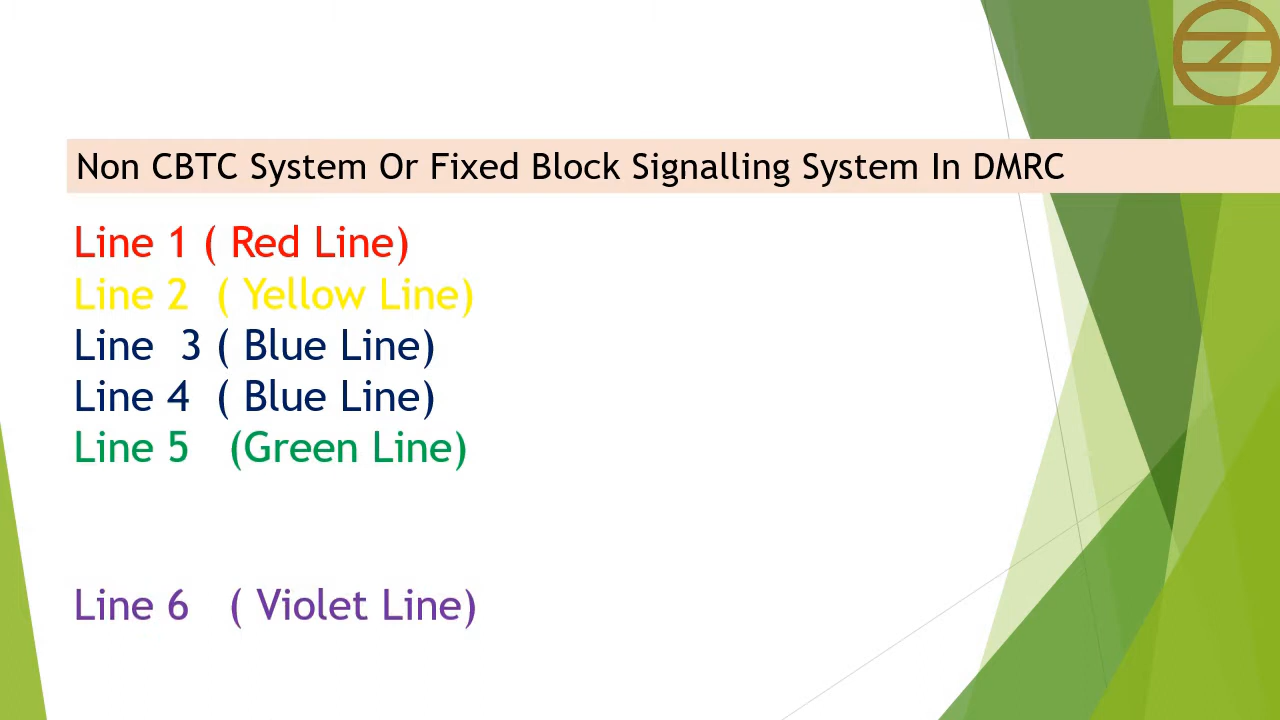 Non CBTC System Or Fixed Block Signalling System In DMRC
Line 1 ( Red Line)
Line 2 ( Yellow Line)
Line 3 ( Blue Line)
Line 4 ( Blue Line)
Line 5 (Green Line)
Line 6 ( Violet Line)